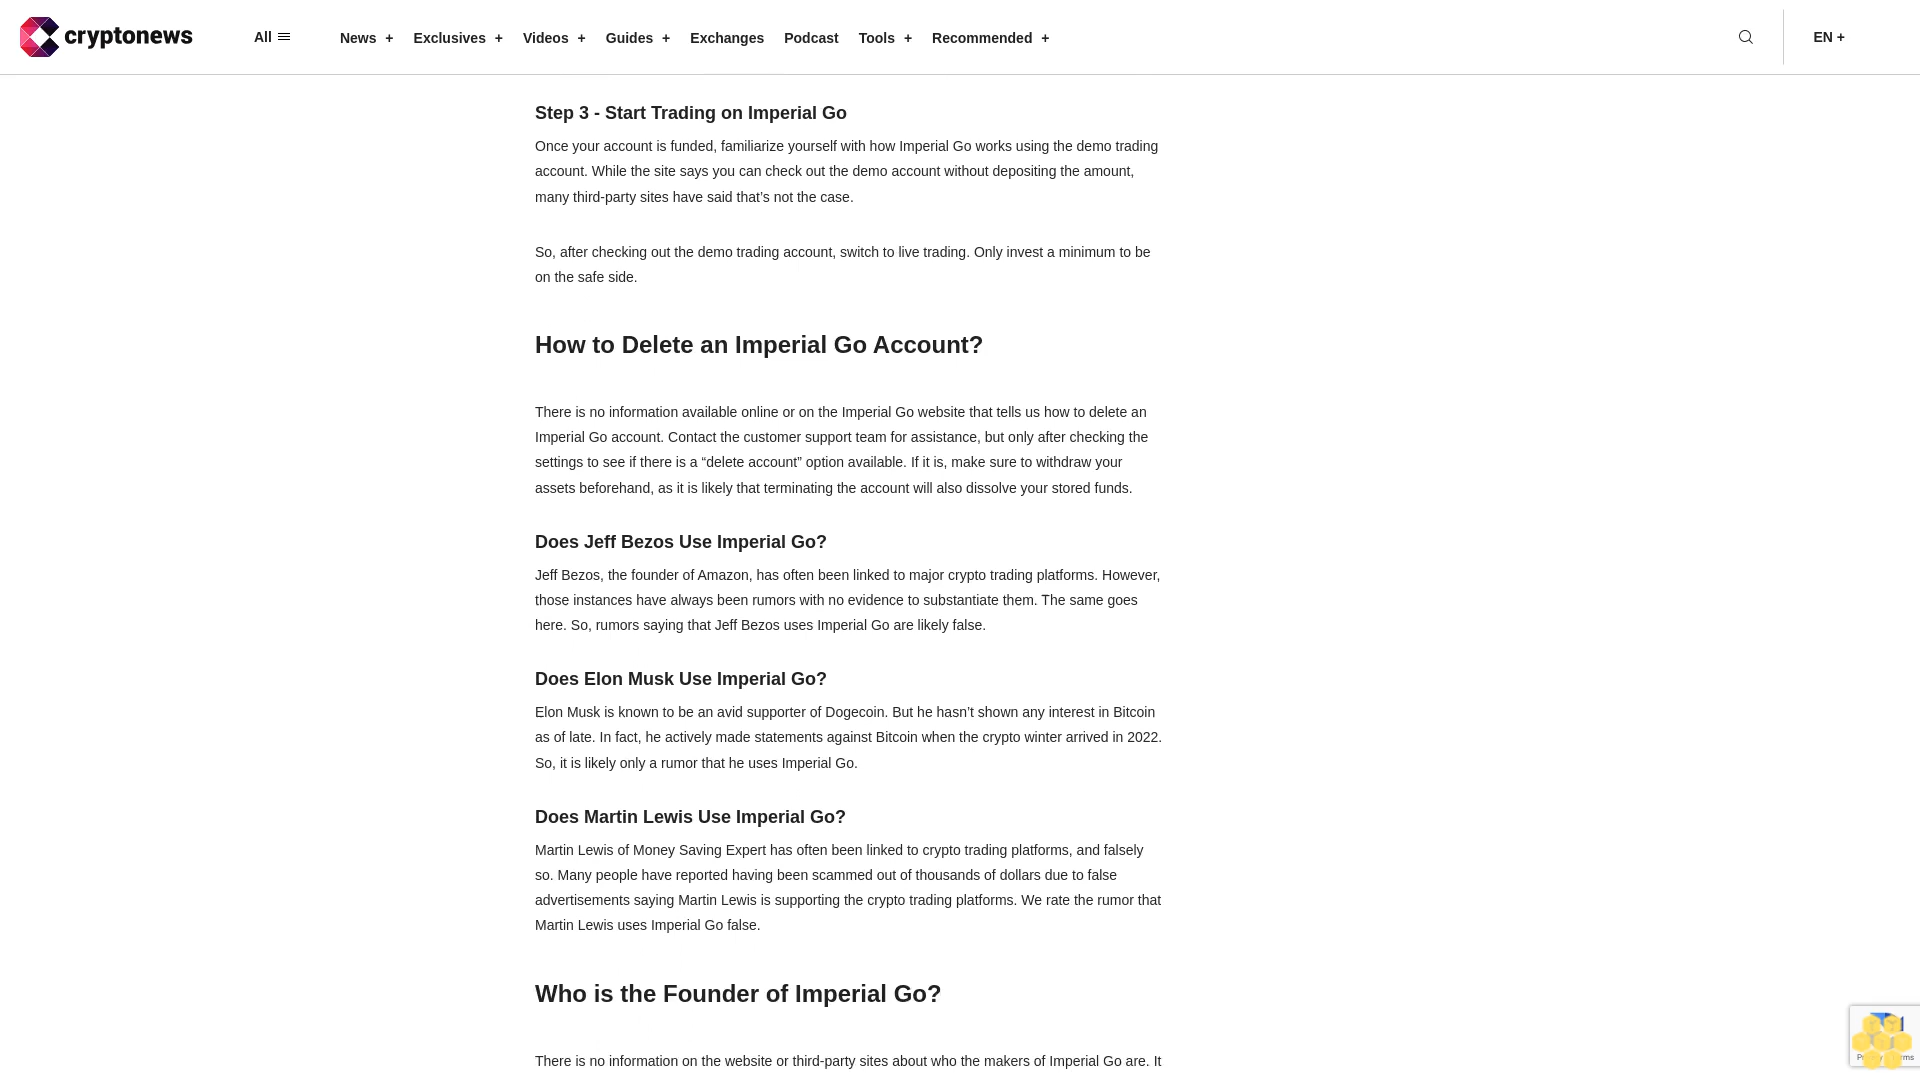 cryptonews
All
News +
Exclusives +
Videos +
Guides +
Exchanges
Podcast
Tools +
Recommended +
EN +
Step 3 - Start Trading on Imperial Go
Once your account is funded, familiarize yourself with how Imperial Go works using the demo trading
account. While the site says you can check out the demo account without depositing the amount,
many third-party sites have said that’s not the case.
So, after checking out the demo trading account, switch to live trading. Only invest a minimum to be
on the safe side.
How to Delete an Imperial Go Account?
There is no information available online or on the Imperial Go website that tells us how to delete an
Imperial Go account. Contact the customer support team for assistance, but only after checking the
settings to see if there is a “delete account” option available. If it is, make sure to withdraw your
assets beforehand, as it is likely that terminating the account will also dissolve your stored funds.
Does Jeff Bezos Use Imperial Go?
Jeff Bezos, the founder of Amazon, has often been linked to major crypto trading platforms. However,
those instances have always been rumors with no evidence to substantiate them. The same goes
here. So, rumors saying that Jeff Bezos uses Imperial Go are likely false.
Does Elon Musk Use Imperial Go?
Elon Musk is known to be an avid supporter of Dogecoin. But he hasn’t shown any interest in Bitcoin
as of late. In fact, he actively made statements against Bitcoin when the crypto winter arrived in 2022.
So, it is likely only a rumor that he uses Imperial Go.
Does Martin Lewis Use Imperial Go?
Martin Lewis of Money Saving Expert has often been linked to crypto trading platforms, and falsely
so. Many people have reported having been scammed out of thousands of dollars due to false
advertisements saying Martin Lewis is supporting the crypto trading platforms. We rate the rumor that
Martin Lewis uses Imperial Go false.
Who is the Founder of Imperial Go?
There is no information on the website or third-party sites about who the makers of Imperial Go are. It